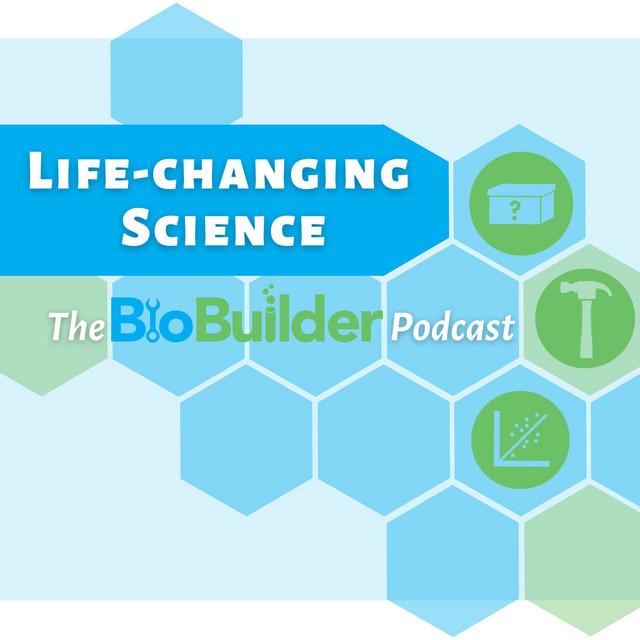 Life-changing
Science
The BioBuilder Podcast
?